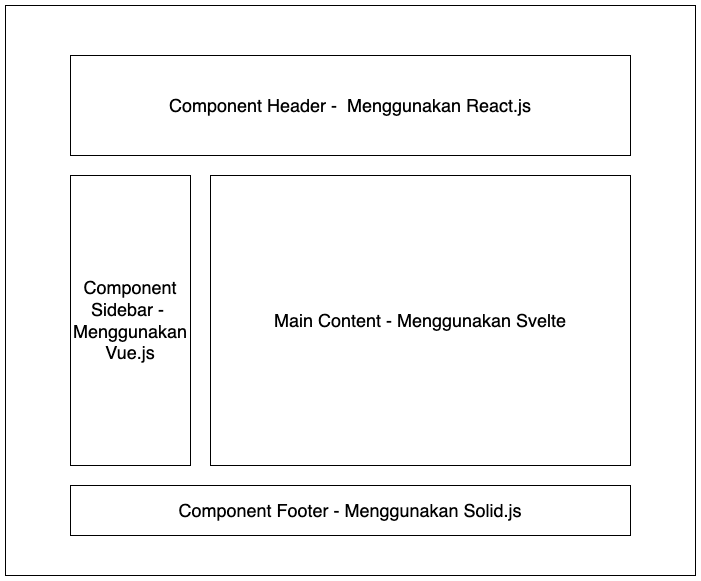 Component Header -  Menggunakan React.js
Component
Sidebar -
Menggunakan
Vue.js
Main Content - Menggunakan Svelte
Component Footer - Menggunakan Solid.js